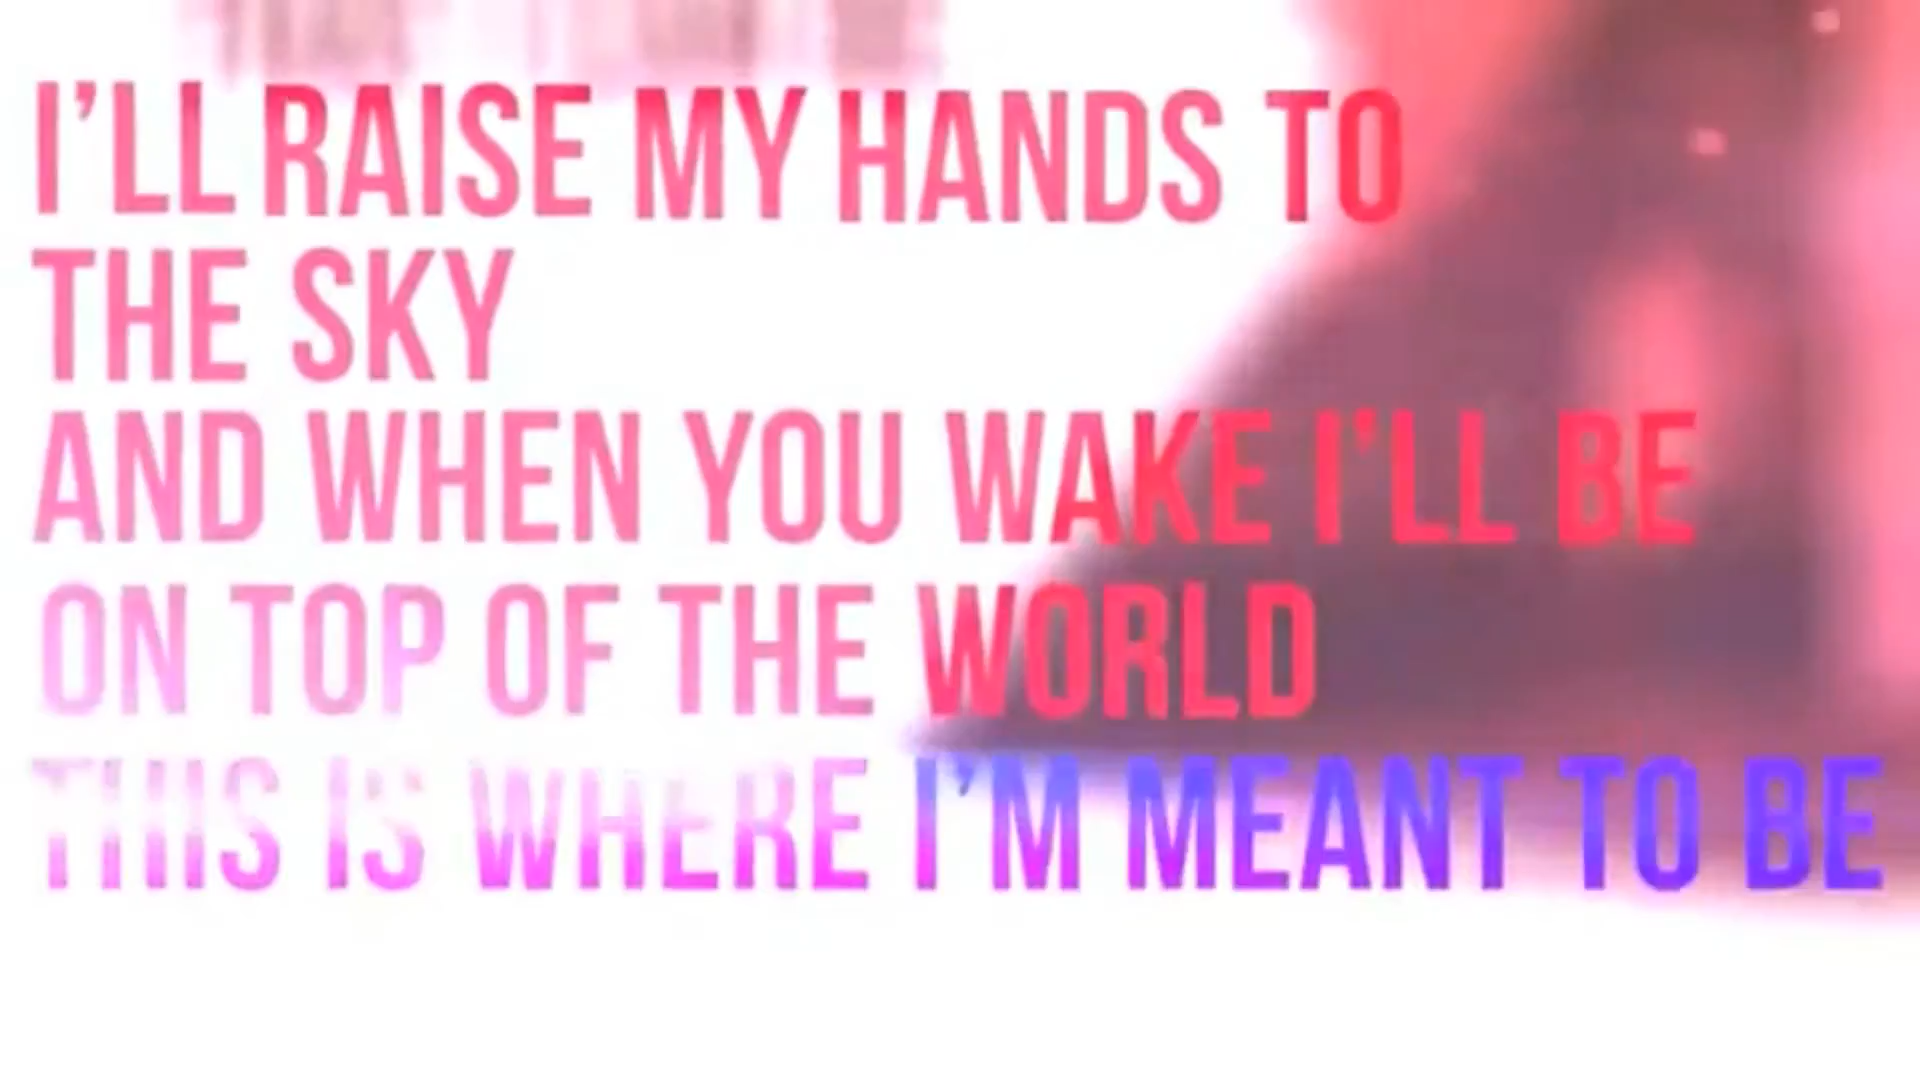 I'LL RAISE MY HANDS TO
THE SKY
AND WHEN YOU WAKE I'LL BE
ON TOP OF THE WORLD
THIS IS WHERE I'M MEANT TO BE